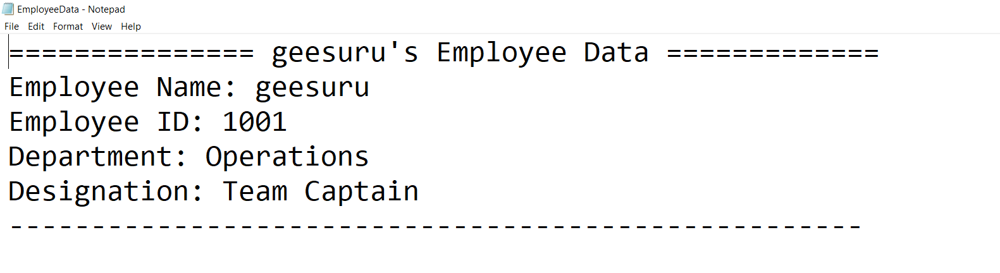 EmployeeData - Notepad
File Edit Format View Help
=============== geesuru's Employee Data =============
Employee Name: geesuru
Employee ID: 1001
Department: Operations
Designation: Team Captain
----------------------------------------------------